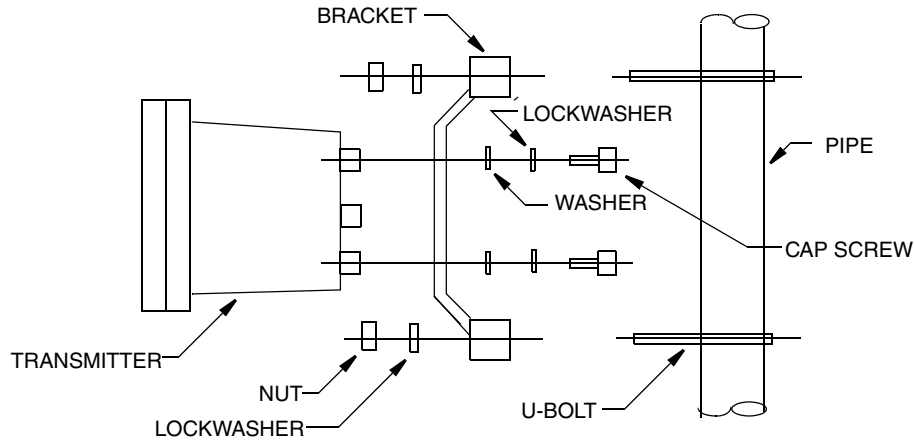 BRACKET
LOCKWASHER
PIPE
WASHER
CAP SCREW
TRANSMITTER
NUT
U-BOLT
LOCKWASHER